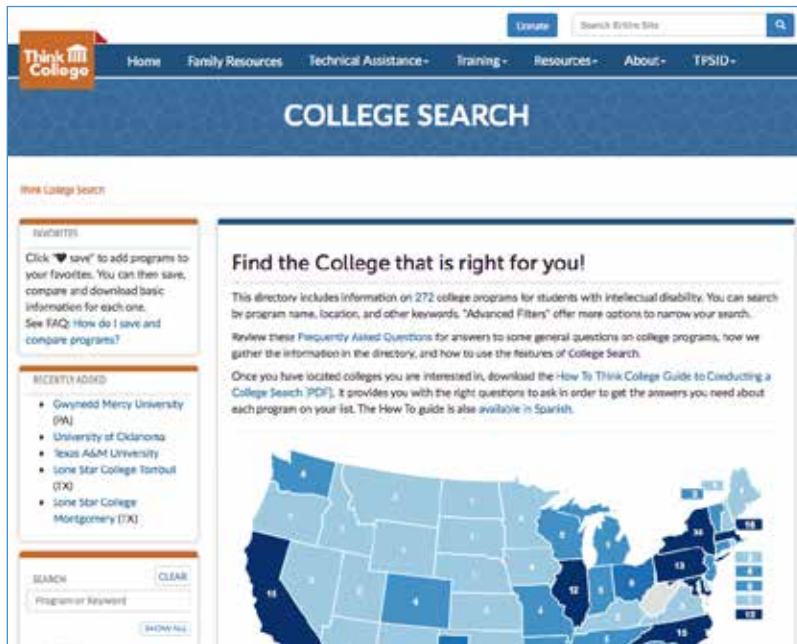 Donate
Search Entire Site
Think
College
Home
Family Resources
Technical Assistance
Training
Resources
About
TPSID
COLLEGE SEARCH
Think College Search
FAVORITES
Click "♥ save" to add programs to
your favorites. You can then save,
compare and download basic
information for each one.
See FAQ: How do I save and
compare programs?
RECENTLY ADDED
Gwynedd Mercy University
(PA)
University of Oklahoma
Texas A&M University
Lone Star College Tomball
(TX)
Lone Star College
Montgomery (TX)
SEARCH
CLEAR
Program or Keyword
SHOW ALL
Find the College that is right for you!
This directory includes information on 272 college programs for students with intellectual disability. You can search
by program name, location, and other keywords. "Advanced Filters" offer more options to narrow your search.
Review these Frequently Asked Questions for answers to some general questions on college programs, how we
gather the information in the directory, and how to use the features of College Search.
Once you have located colleges you are interested in, download the How To Think College Guide to Conducting a
College Search [PDF], it provides you with the right questions to ask in order to get the answers you need about
each program on your list. The How To guide is also available in Spanish.
15
4
12
13